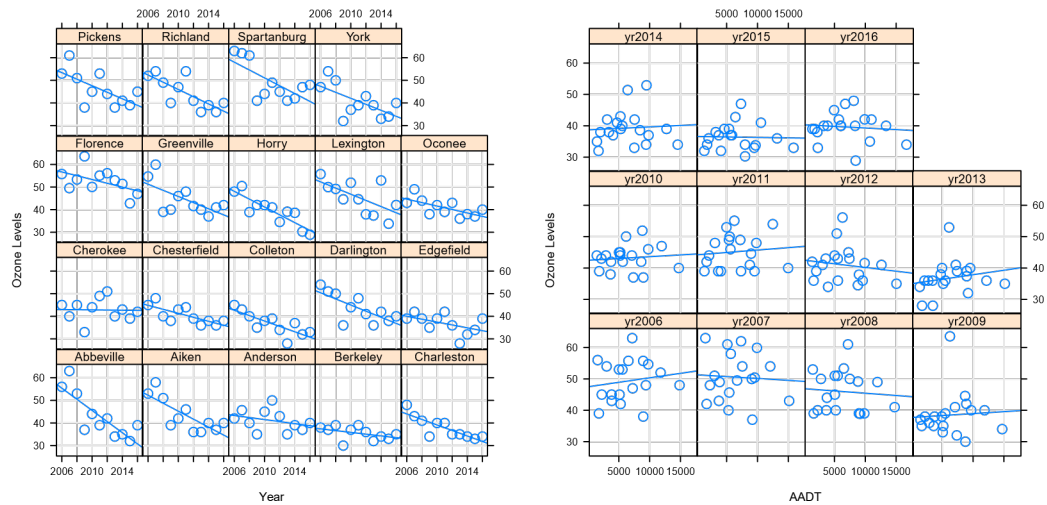 2006 2010 2014
Pickens Richland Spartanburg York
60
50
40
30
Florence Greenville Horry Lexington Oconee
60
50
40
30
Cherokee Chesterfield Colleton Darlington Edgefield
60
50
40
30
Abbeville Aiken Anderson Berkeley Charleston
60
50
40
30
2006 2010 2014 2006 2010 2014 2006 2010 2014
Year
Ozone Levels
5000 10000 15000
yr2014 yr2015 yr2016
60
50
40
30
yr2010 yr2011 yr2012 yr2013
60
50
40
30
yr2006 yr2007 yr2008 yr2009
60
50
40
30
5000 10000 15000 5000 10000 15000
AADT
Ozone Levels